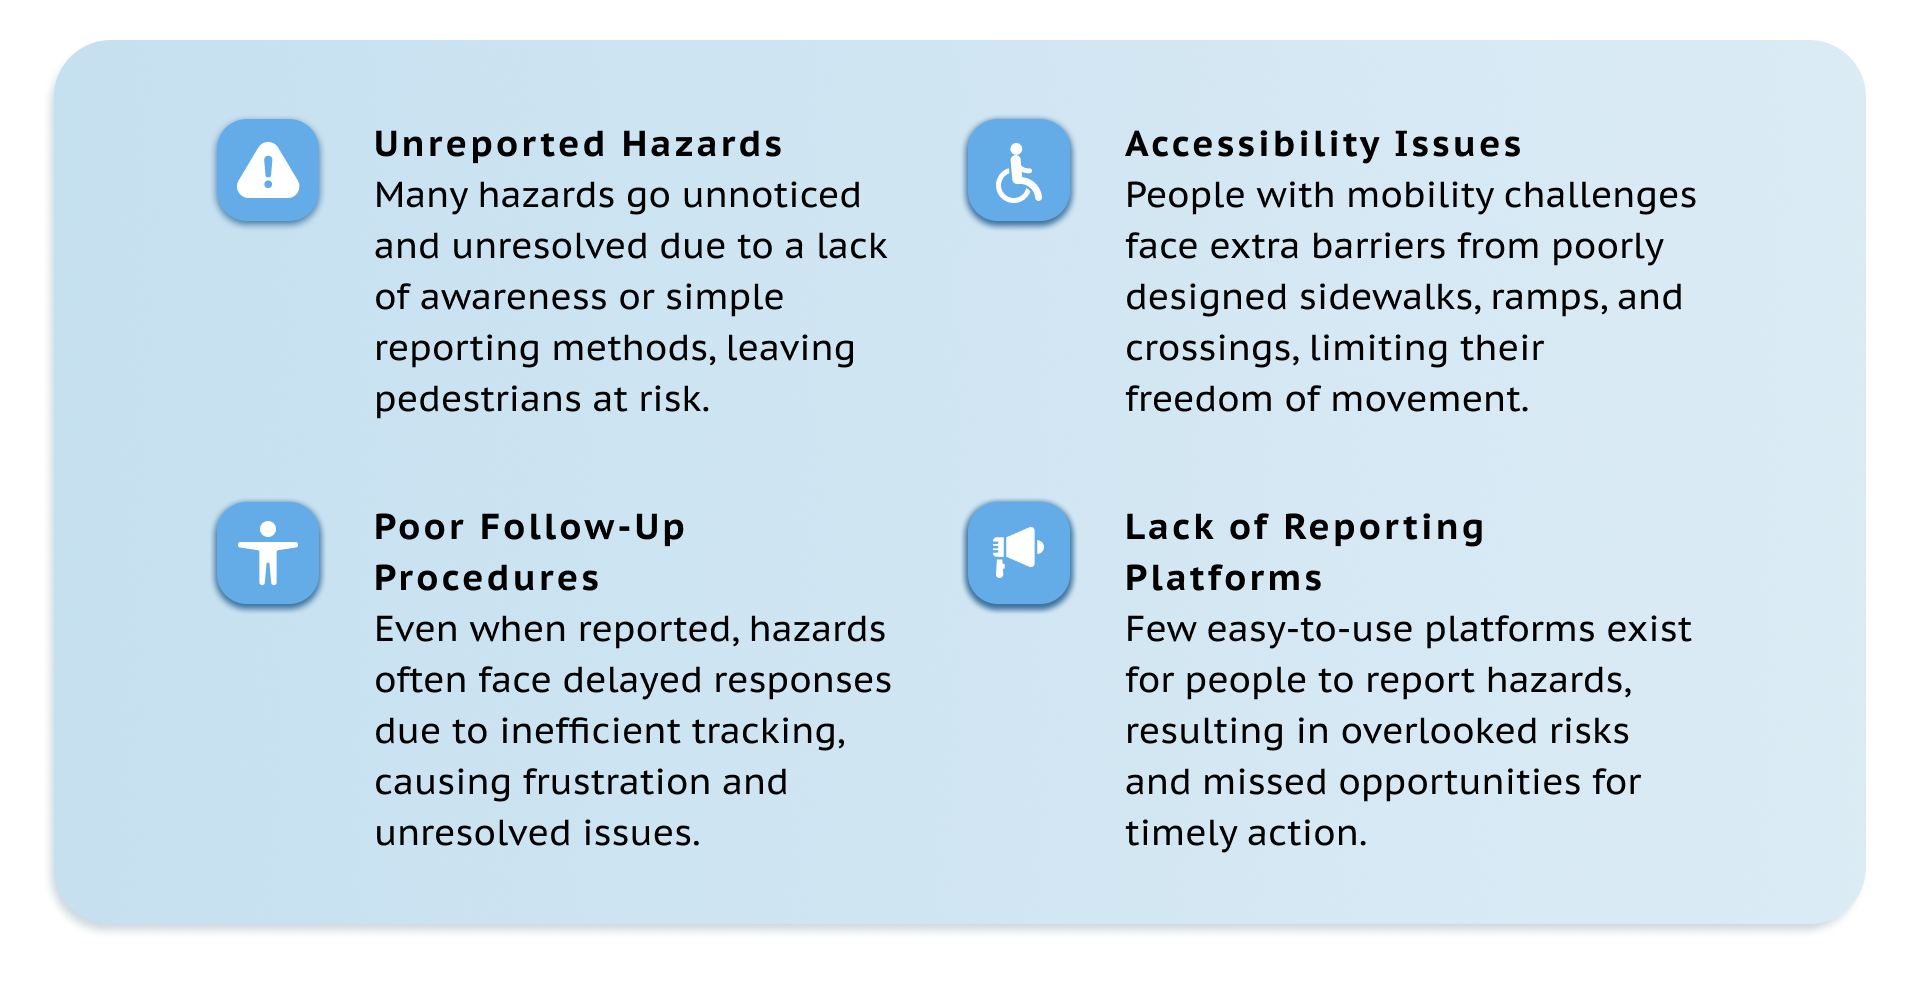 Unreported Hazards
Many hazards go unnoticed
and unresolved due to a lack
of awareness or simple
reporting methods, leaving
pedestrians at risk.
Accessibility Issues
People with mobility challenges
face extra barriers from poorly
designed sidewalks, ramps, and
crossings, limiting their
freedom of movement.
Poor Follow-Up
Procedures
Even when reported, hazards
often face delayed responses
due to inefficient tracking,
causing frustration and
unresolved issues.
Lack of Reporting
Platforms
Few easy-to-use platforms exist
for people to report hazards,
resulting in overlooked risks
and missed opportunities for
timely action.